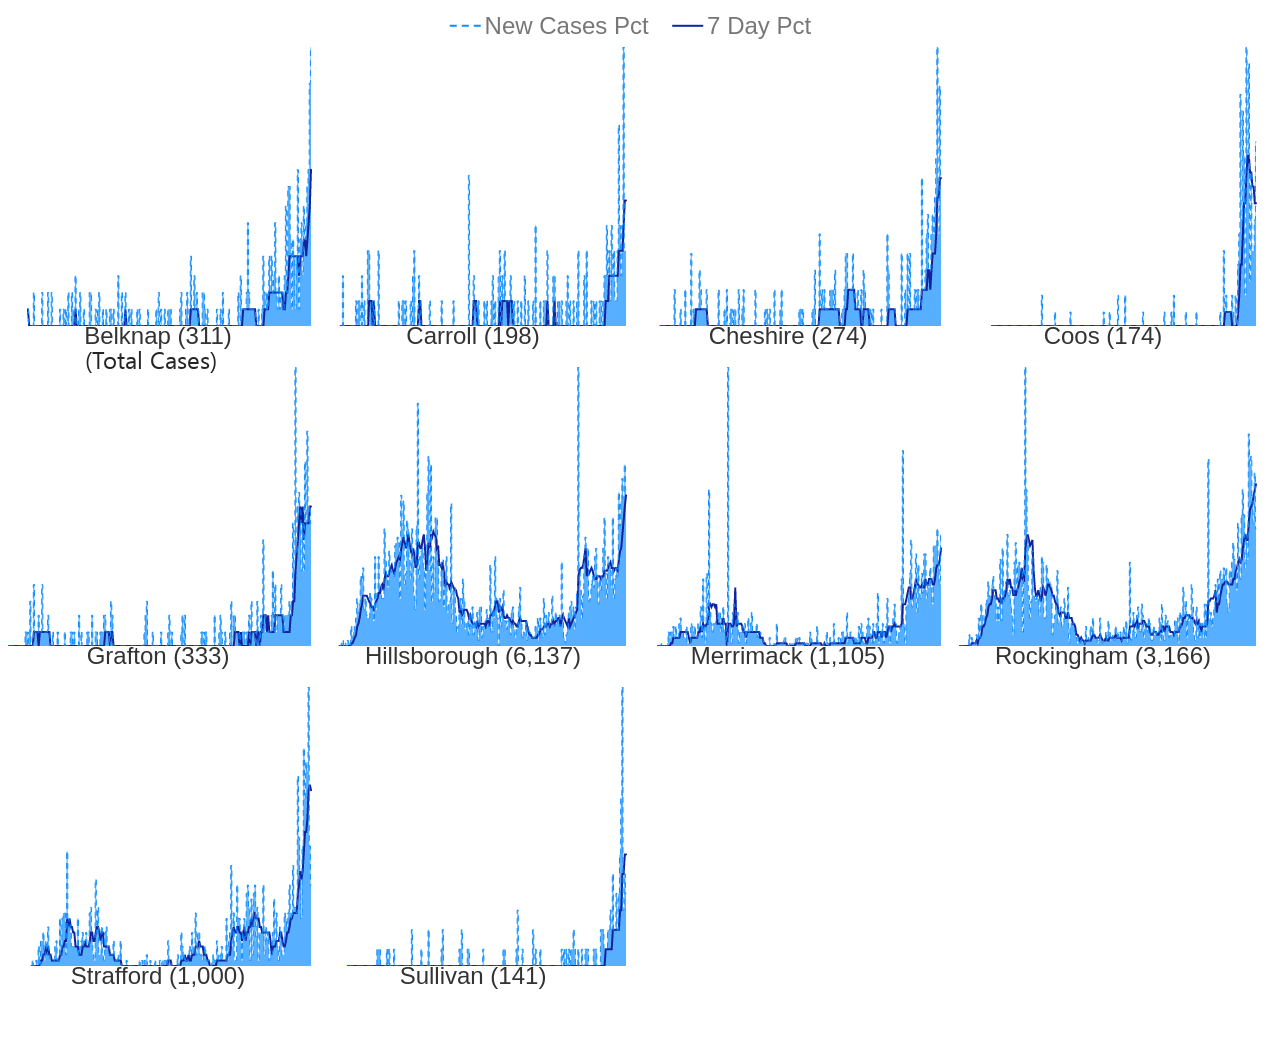 New Cases Pct 7 Day Pct
Belknap (311) Carroll (198) Cheshire (274) Coos (174)
(Total Cases)
Grafton (333) Hillsborough (6,137) Merrimack (1,105) Rockingham (3,166)
Strafford (1,000) Sullivan (141)